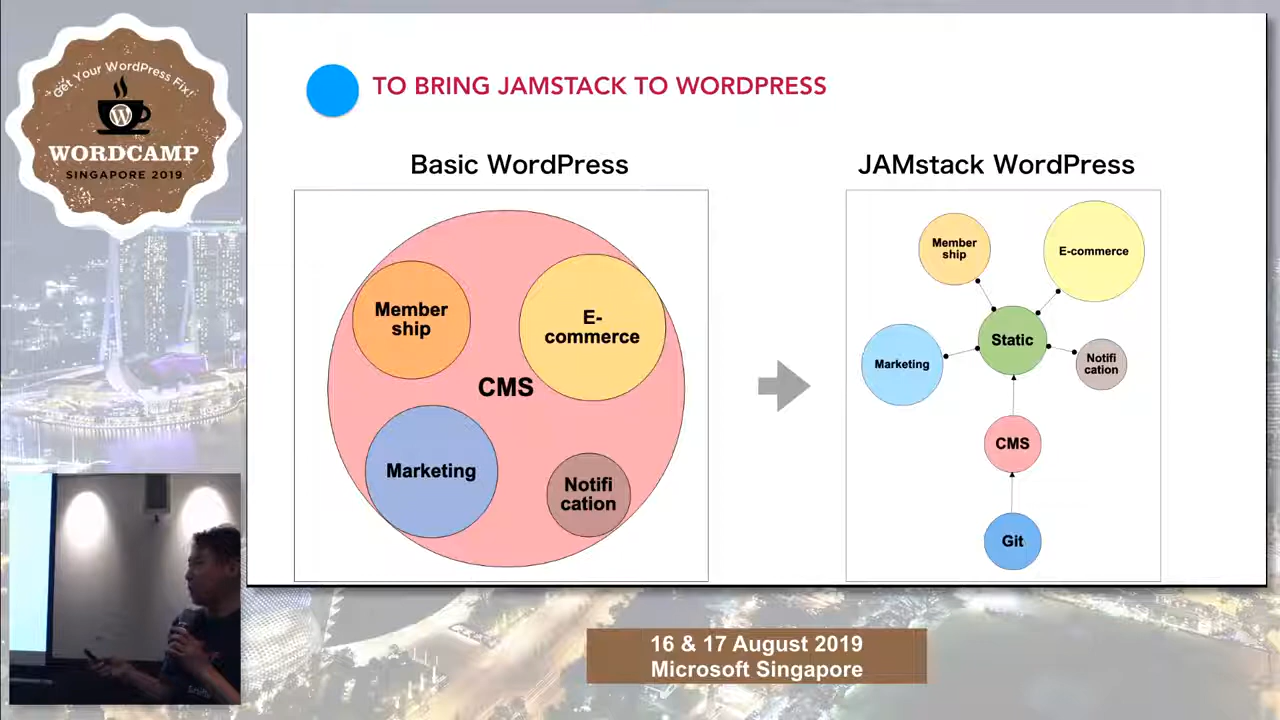 Get Your WordPress Fix!
WORDCAMP
SINGAPORE 2019
TO BRING JAMSTACK TO WORDPRESS
Basic WordPress
Member
ship
E-
commerce
CMS
Marketing
Notifi
cation
JAMstack WordPress
Member
ship
E-commerce
Static
Marketing
Notifi
cation
CMS
Git
16 & 17 August 2019
Microsoft Singapore